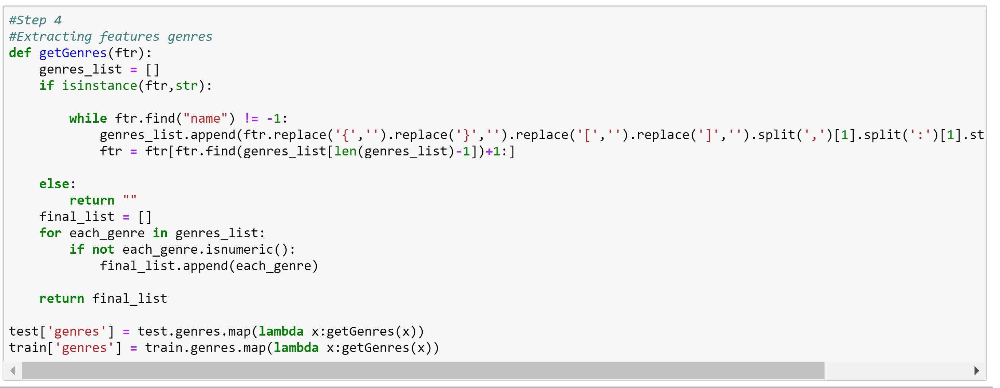 #Step 4
#Extracting features genres
def getGenres(ftr):
    genres_list = []
    if isinstance(ftr,str):
        while ftr.find("name") != -1:
            genres_list.append(ftr.replace('{','').replace('}','').replace('[','').replace(']','').split(',')[1].split(':')[1].st
            ftr = ftr[ftr.find(genres_list[len(genres_list)-1])+1:]
    else:
        return ""
    final_list = []
    for each_genre in genres_list:
        if not each_genre.isnumeric():
            final_list.append(each_genre)
    return final_list
test['genres'] = test.genres.map(lambda x:getGenres(x))
train['genres'] = train.genres.map(lambda x:getGenres(x))